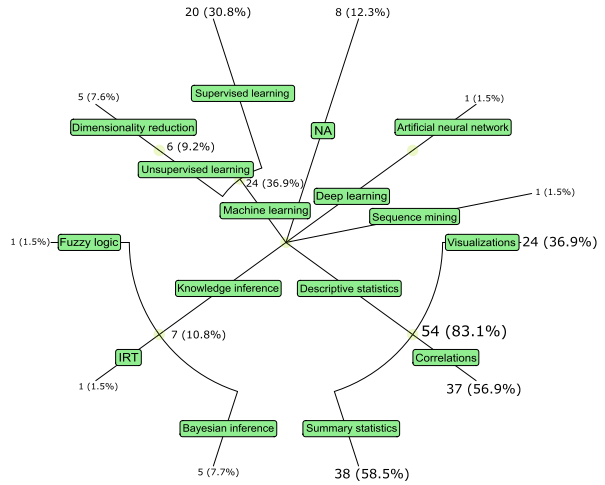 20 (30.8%)
8 (12.3%)
Supervised learning
5 (7.6%)
1 (1.5%)
Dimensionality reduction
NA
Artificial neural network
6 (9.2%)
Unsupervised learning
24 (36.9%)
Deep learning
1 (1.5%)
Machine learning
Sequence mining
1 (1.5%)
Fuzzy logic
Visualizations
24 (36.9%)
Knowledge inference
Descriptive statistics
7 (10.8%)
54 (83.1%)
IRT
Correlations
1 (1.5%)
37 (56.9%)
Bayesian inference
Summary statistics
5 (7.7%)
38 (58.5%)